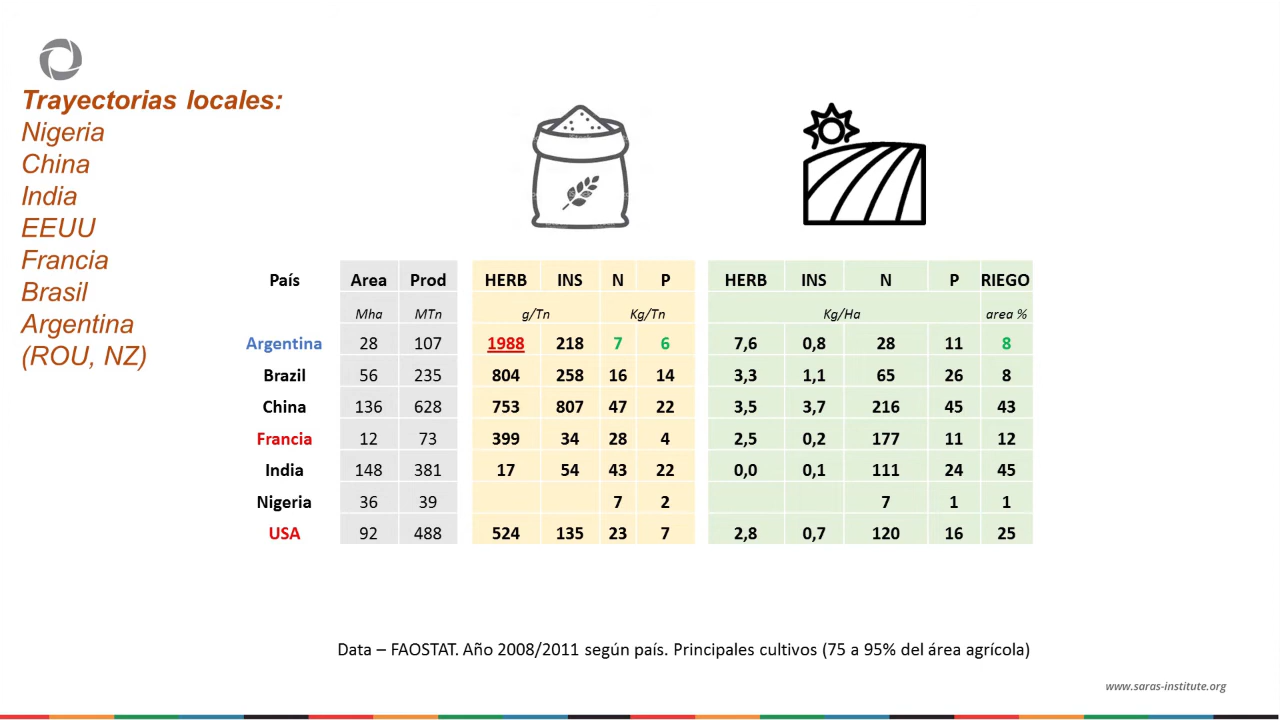 Trayectorias locales:
Nigeria
China
India
EEUU
Francia
Brasil
Argentina
(ROU, NZ)
País Area Prod HERB INS N P HERB INS N P RIEGO
Mha MTn g/Tn Kg/Tn Kg/Ha area %
Argentina 28 107 1988 218 7 6 7,6 0,8 28 11 8
Brazil 56 235 804 258 16 14 3,3 1,1 65 26 8
China 136 628 753 807 47 22 3,5 3,7 216 45 43
Francia 12 73 399 34 28 4 2,5 0,2 177 11 12
India 148 381 17 54 43 22 0,0 0,1 111 24 45
Nigeria 36 39 7 2 7 1 1
USA 92 488 524 135 23 7 2,8 0,7 120 16 25
Data – FAOSTAT. Año 2008/2011 según país. Principales cultivos (75 a 95% del área agrícola)
www.saras-institute.org